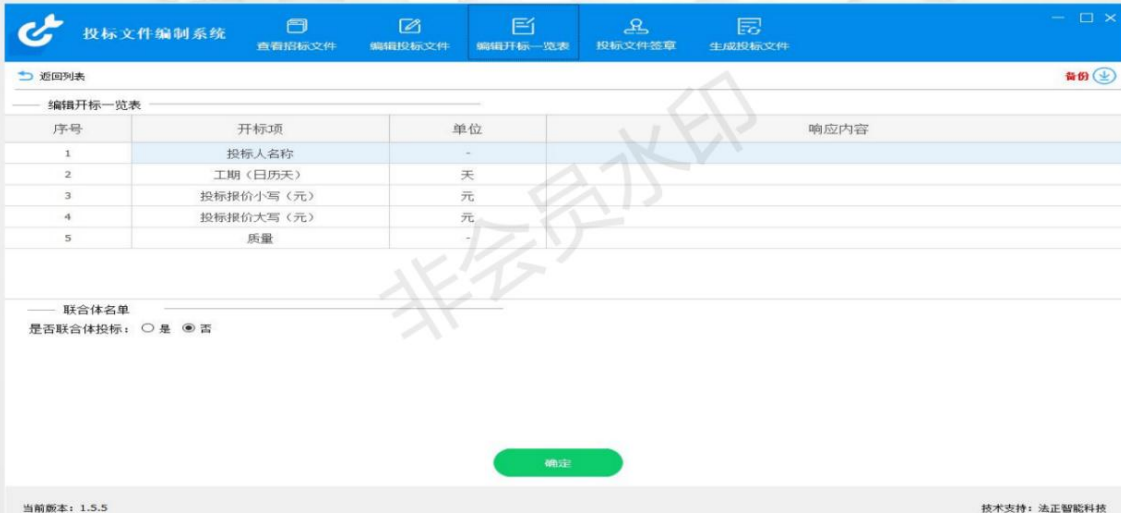 投标文件编制系统
查看招标文件
编辑投标文件
编辑开标一览表
投标文件签章
生成投标文件
返回列表
备份
编辑开标一览表
序号 开标项 单位 响应内容
1 投标人名称 -
2 工期（日历天） 天
3 投标报价小写（元） 元
4 投标报价大写（元） 元
5 质量 -
非会员水印
联合体名单
是否联合体投标： 是 否
确定
当前版本：1.5.5
技术支持：法正智能科技